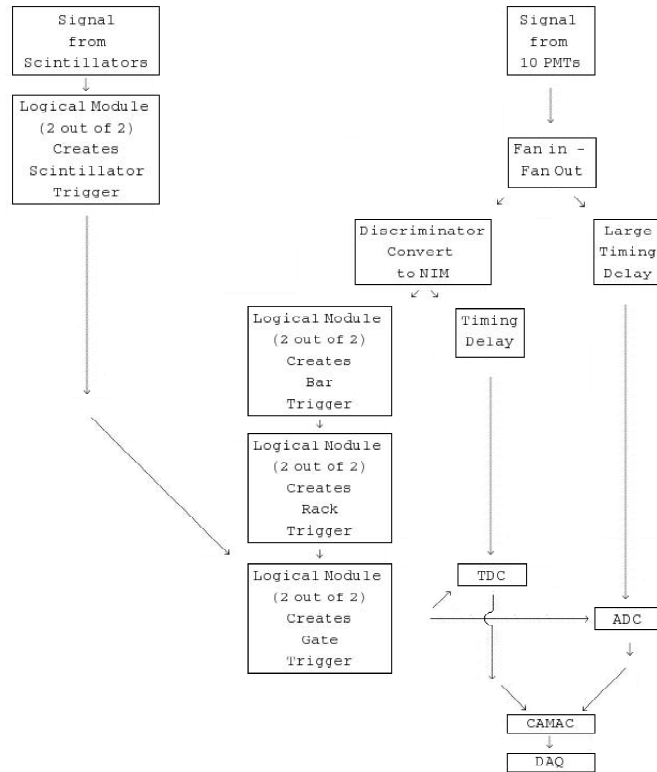 Signal
from
Scintillators
Logical Module
(2 out of 2)
Creates
Scintillator
Trigger
Signal
from
10 PMTs
Fan in -
Fan Out
Discriminator
Convert
to NIM
Large
Timing
Delay
Logical Module
(2 out of 2)
Creates
Bar
Trigger
Timing
Delay
Logical Module
(2 out of 2)
Creates
Rack
Trigger
Logical Module
(2 out of 2)
Creates
Gate
Trigger
TDC
ADC
CAMAC
DAQ